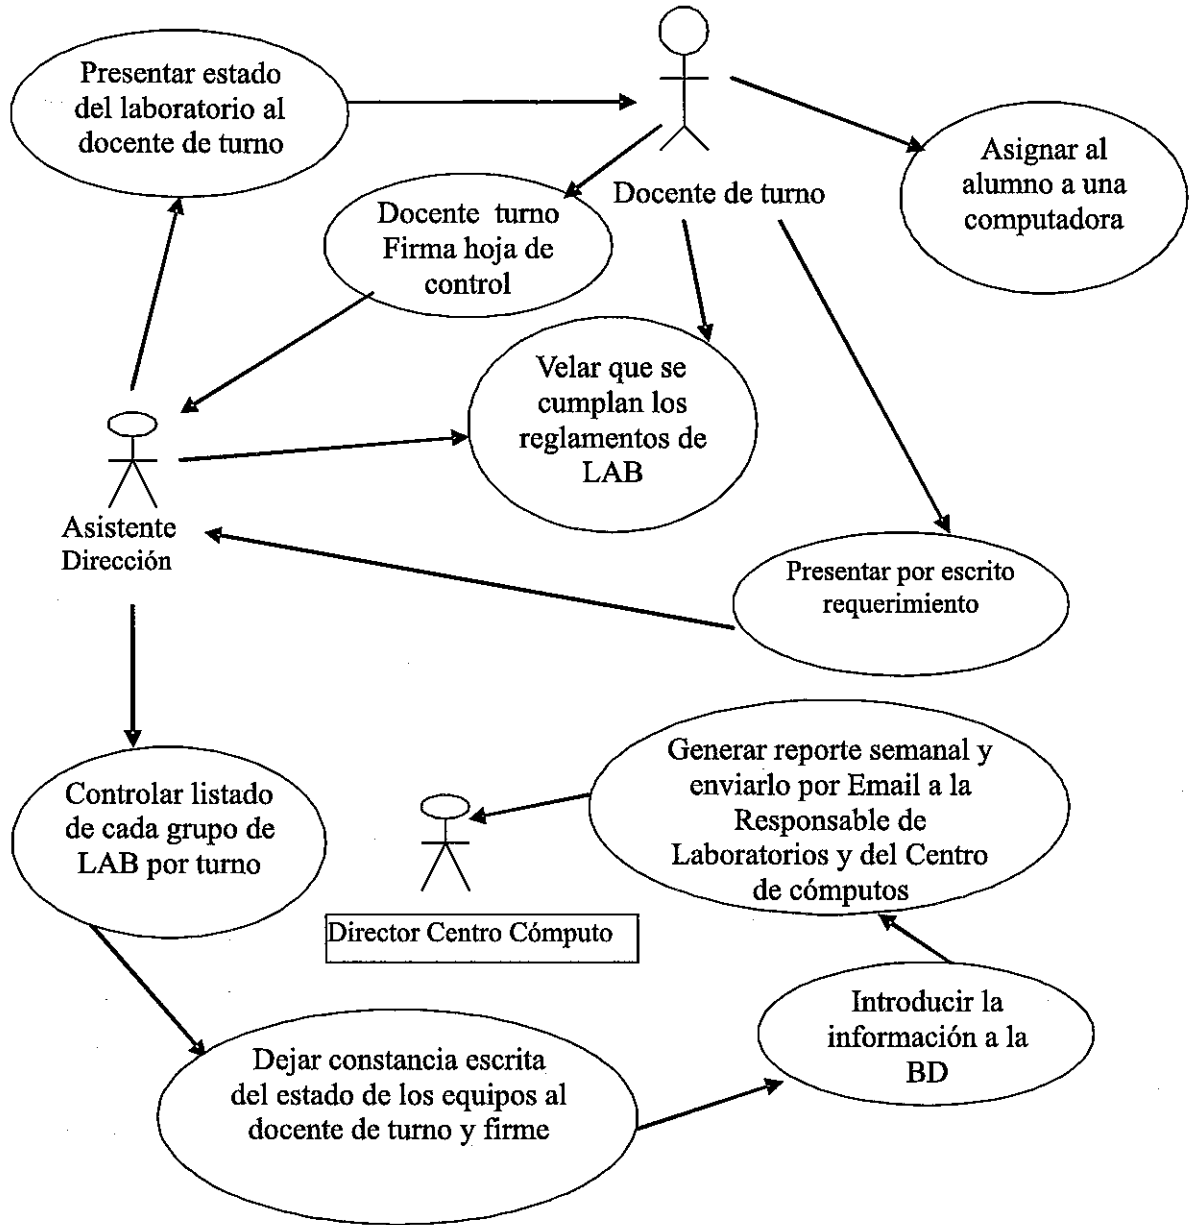 Presentar estado
del laboratorio al
docente de turno
Asignar al
alumno a una
computadora
Docente de turno
Docente turno
Firma hoja de
control
Velar que se
cumplan los
reglamentos de
LAB
Asistente
Dirección
Presentar por escrito
requerimiento
Controlar listado
de cada grupo de
LAB por turno
Generar reporte semanal y
enviarlo por Email a la
Responsable de
Laboratorios y del Centro
de cómputos
Director Centro Cómputo
Introducir la
información a la
BD
Dejar constancia escrita
del estado de los equipos al
docente de turno y firme